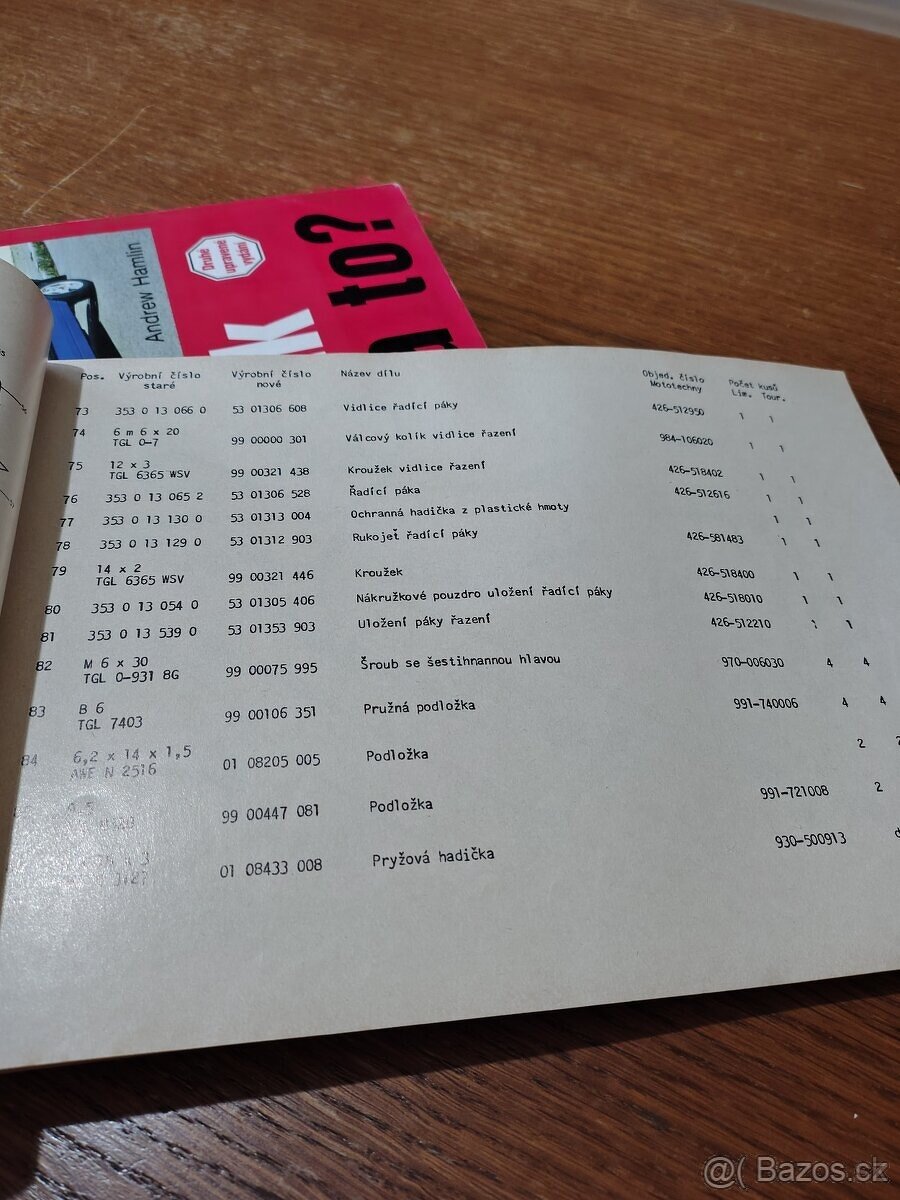 Andrew Hamlin
Druhé
upravené
vydání
to?
Pos. Výrobní číslo Výrobní číslo Název dílu Objed. číslo Počet kusů
staré nové Mototechny Lim. Tour.
73 353 0 13 066 0 53 01306 608 Vidlice řadící páky 426-512950 1 1
74 6 m 6 x 20 99 00000 301 Válcový kolík vidlice řazení 984-106020 1 1
TGL 0-7
75 12 x 3 99 00321 438 Kroužek vidlice řazení 426-518402 1 1
TGL 6365 WSV
76 353 0 13 065 2 53 01306 528 Řadící páka 426-512616 1 1
77 353 0 13 130 0 53 01313 004 Ochranná hadička z plastické hmoty 1 1
78 353 0 13 129 0 53 01312 903 Rukojeť řadící páky 426-581483 1 1
79 14 x 2 99 00321 446 Kroužek 426-518400 1 1
TGL 6365 WSV
80 353 0 13 054 0 53 01305 406 Nákružkové pouzdro uložení řadící páky 426-518010 1 1
81 353 0 13 539 0 53 01353 903 Uložení páky řazení 426-512210 1 1
82 M 6 x 30 99 00075 995 Šroub se šestihrannou hlavou 970-006030 4 4
TGL 0-931 8G
83 B 6 99 00106 351 Pružná podložka 991-740006 4 4
TGL 7403
84 6,2 x 14 x 1,5 01 08205 005 Podložka 2
AWE N 2516
99 00447 081 Podložka 991-721008 2
x 3 01 08433 008 Pryžová hadička 930-500913
@( Bazos.sk